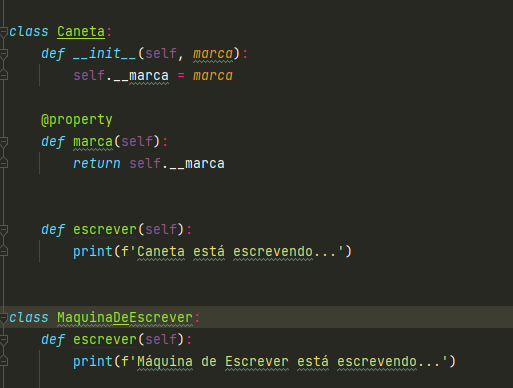 class Caneta:
    def __init__(self, marca):
        self.__marca = marca
    @property
    def marca(self):
        return self.__marca
    def escrever(self):
        print(f'Caneta está escrevendo...')
class MaquinaDeEscrever:
    def escrever(self):
        print(f'Máquina de Escrever está escrevendo...')